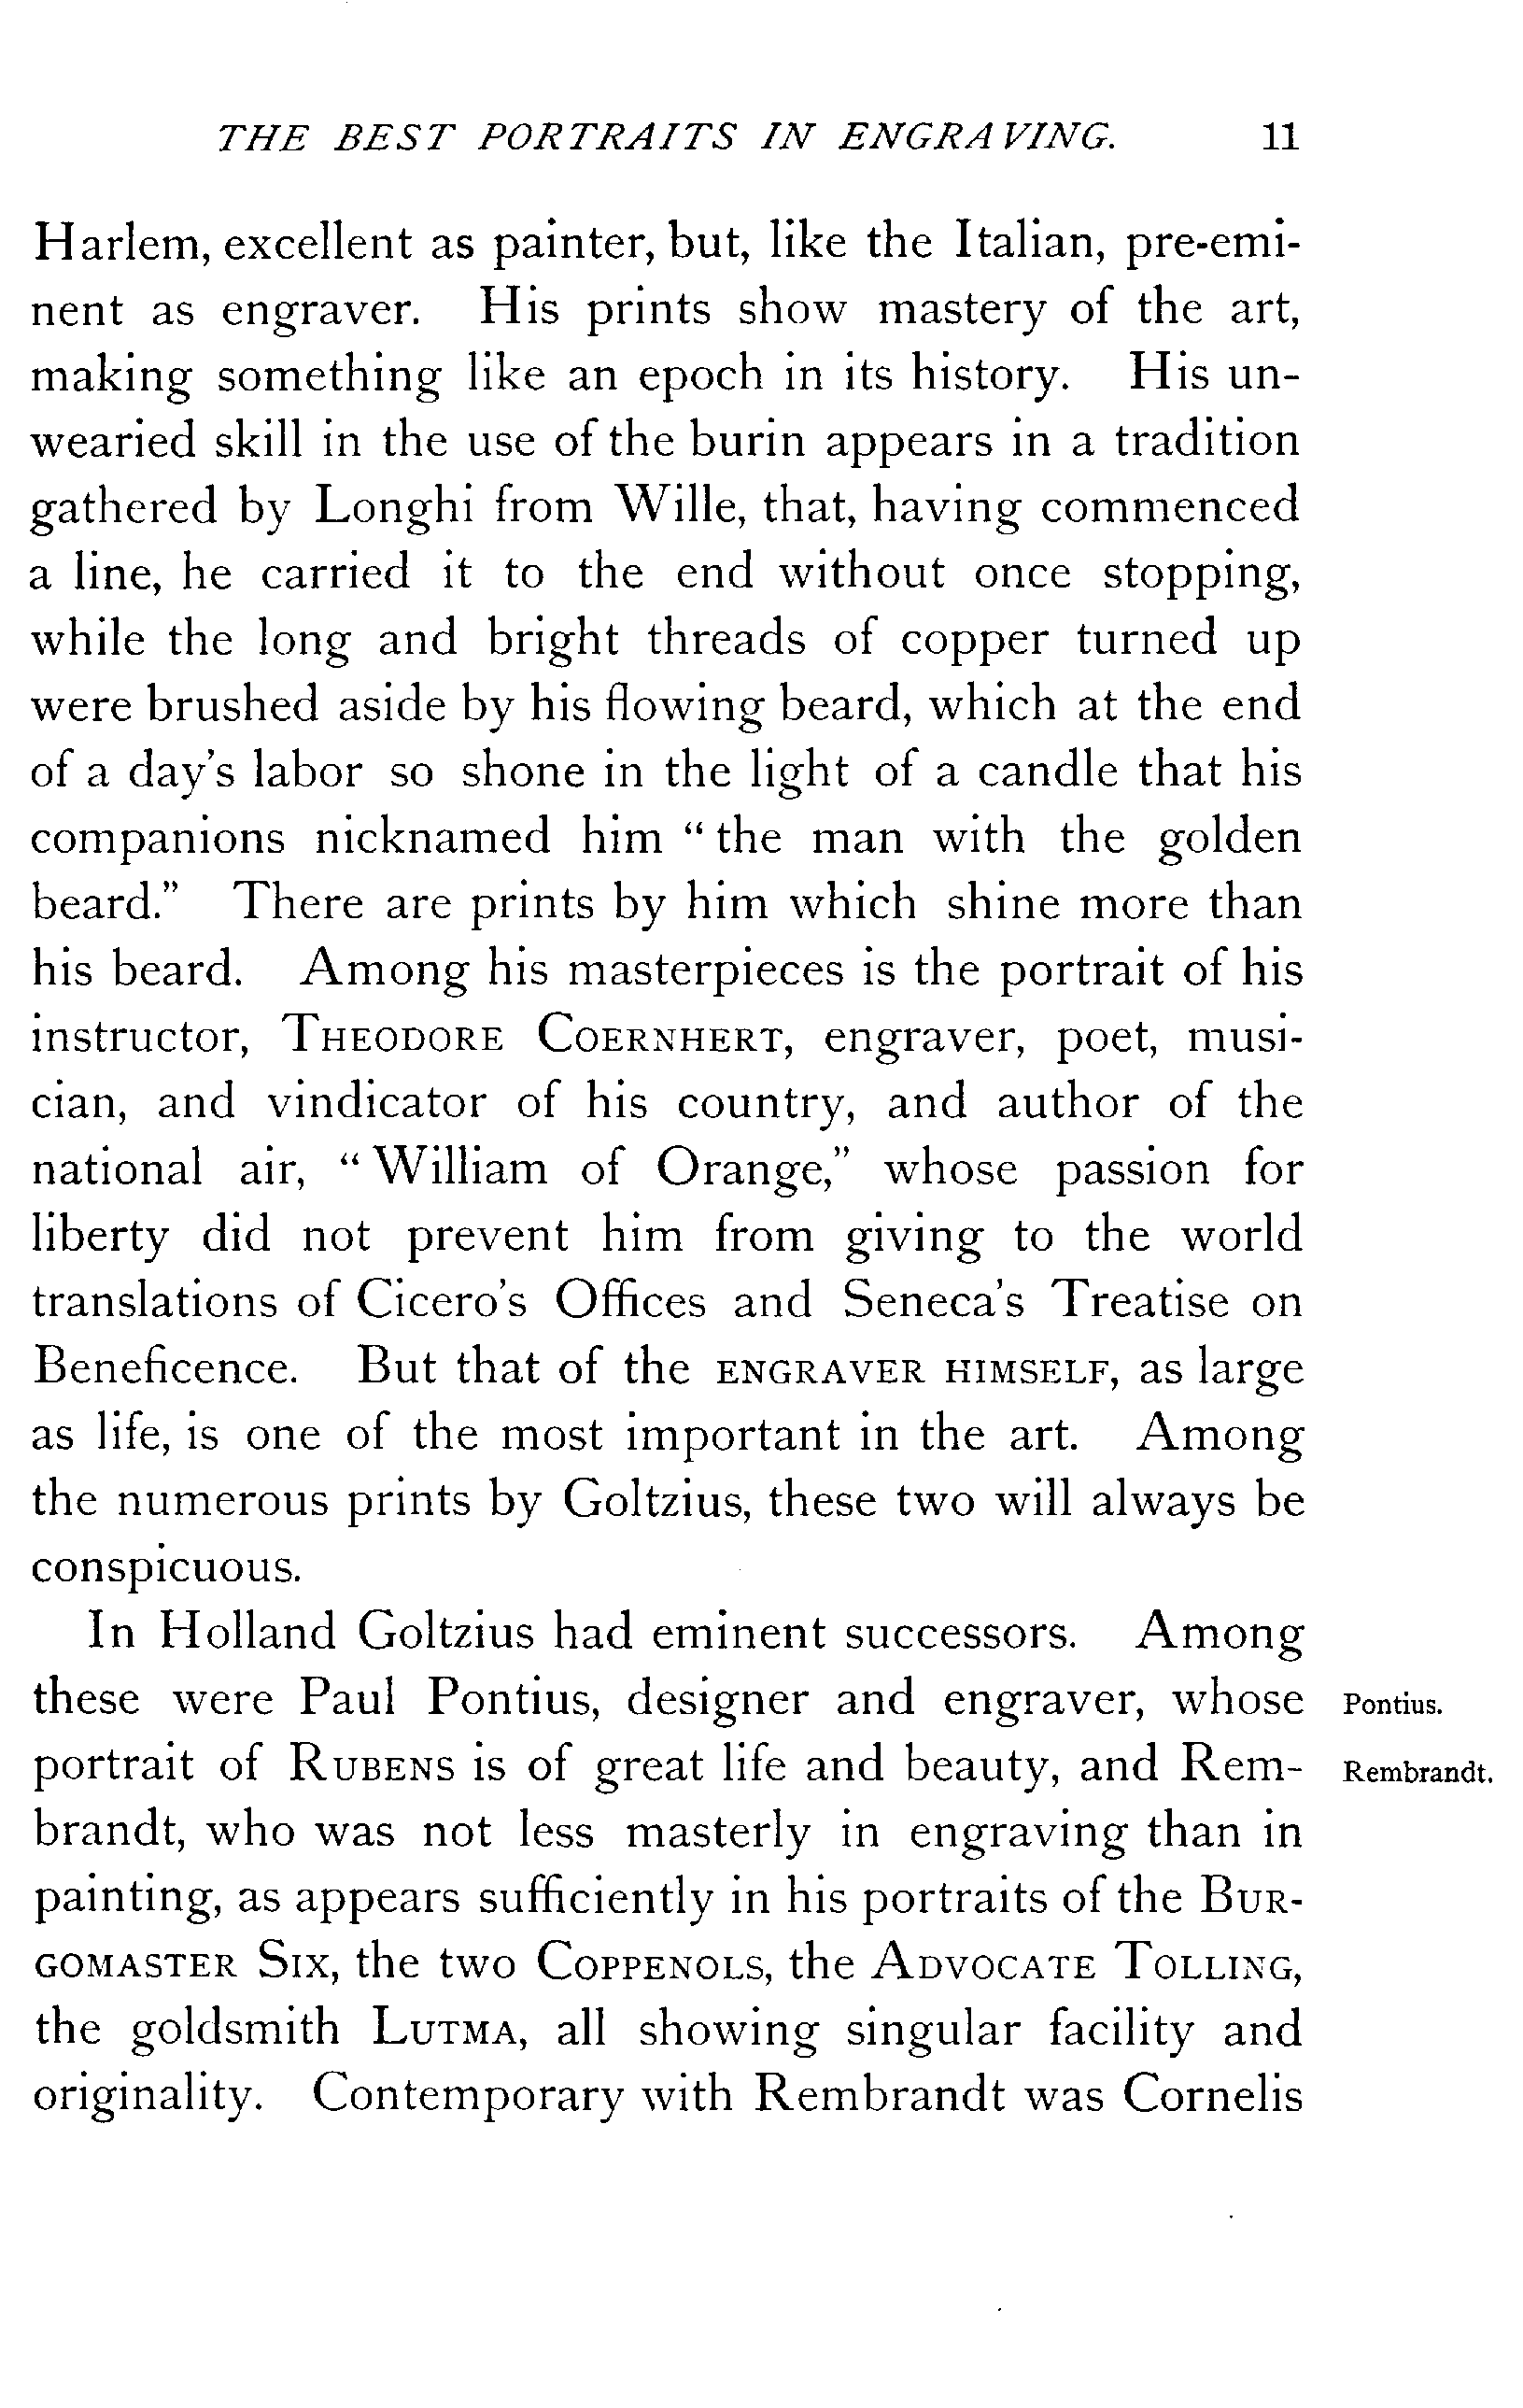 THE BEST PORTRAITS IN ENGRAVING. 11
Harlem, excellent as painter, but, like the Italian, pre-emi-
nent as engraver. His prints show mastery of the art,
making something like an epoch in its history. His un-
wearied skill in the use of the burin appears in a tradition
gathered by Longhi from Wille, that, having commenced
a line, he carried it to the end without once stopping,
while the long and bright threads of copper turned up
were brushed aside by his flowing beard, which at the end
of a day's labor so shone in the light of a candle that his
companions nicknamed him "the man with the golden
beard." There are prints by him which shine more than
his beard. Among his masterpieces is the portrait of his
instructor, THEODORE COERNHERT, engraver, poet, musi-
cian, and vindicator of his country, and author of the
national air, "William of Orange," whose passion for
liberty did not prevent him from giving to the world
translations of Cicero's Offices and Seneca's Treatise on
Beneficence. But that of the ENGRAVER HIMSELF, as large
as life, is one of the most important in the art. Among
the numerous prints by Goltzius, these two will always be
conspicuous.
In Holland Goltzius had eminent successors. Among
these were Paul Pontius, designer and engraver, whose Pontius.
portrait of RUBENS is of great life and beauty, and Rem- Rembrandt.
brandt, who was not less masterly in engraving than in
painting, as appears sufficiently in his portraits of the BUR-
GOMASTER SIX, the two COPPENOLS, the ADVOCATE TOLLING,
the goldsmith LUTMA, all showing singular facility and
originality. Contemporary with Rembrandt was Cornelis